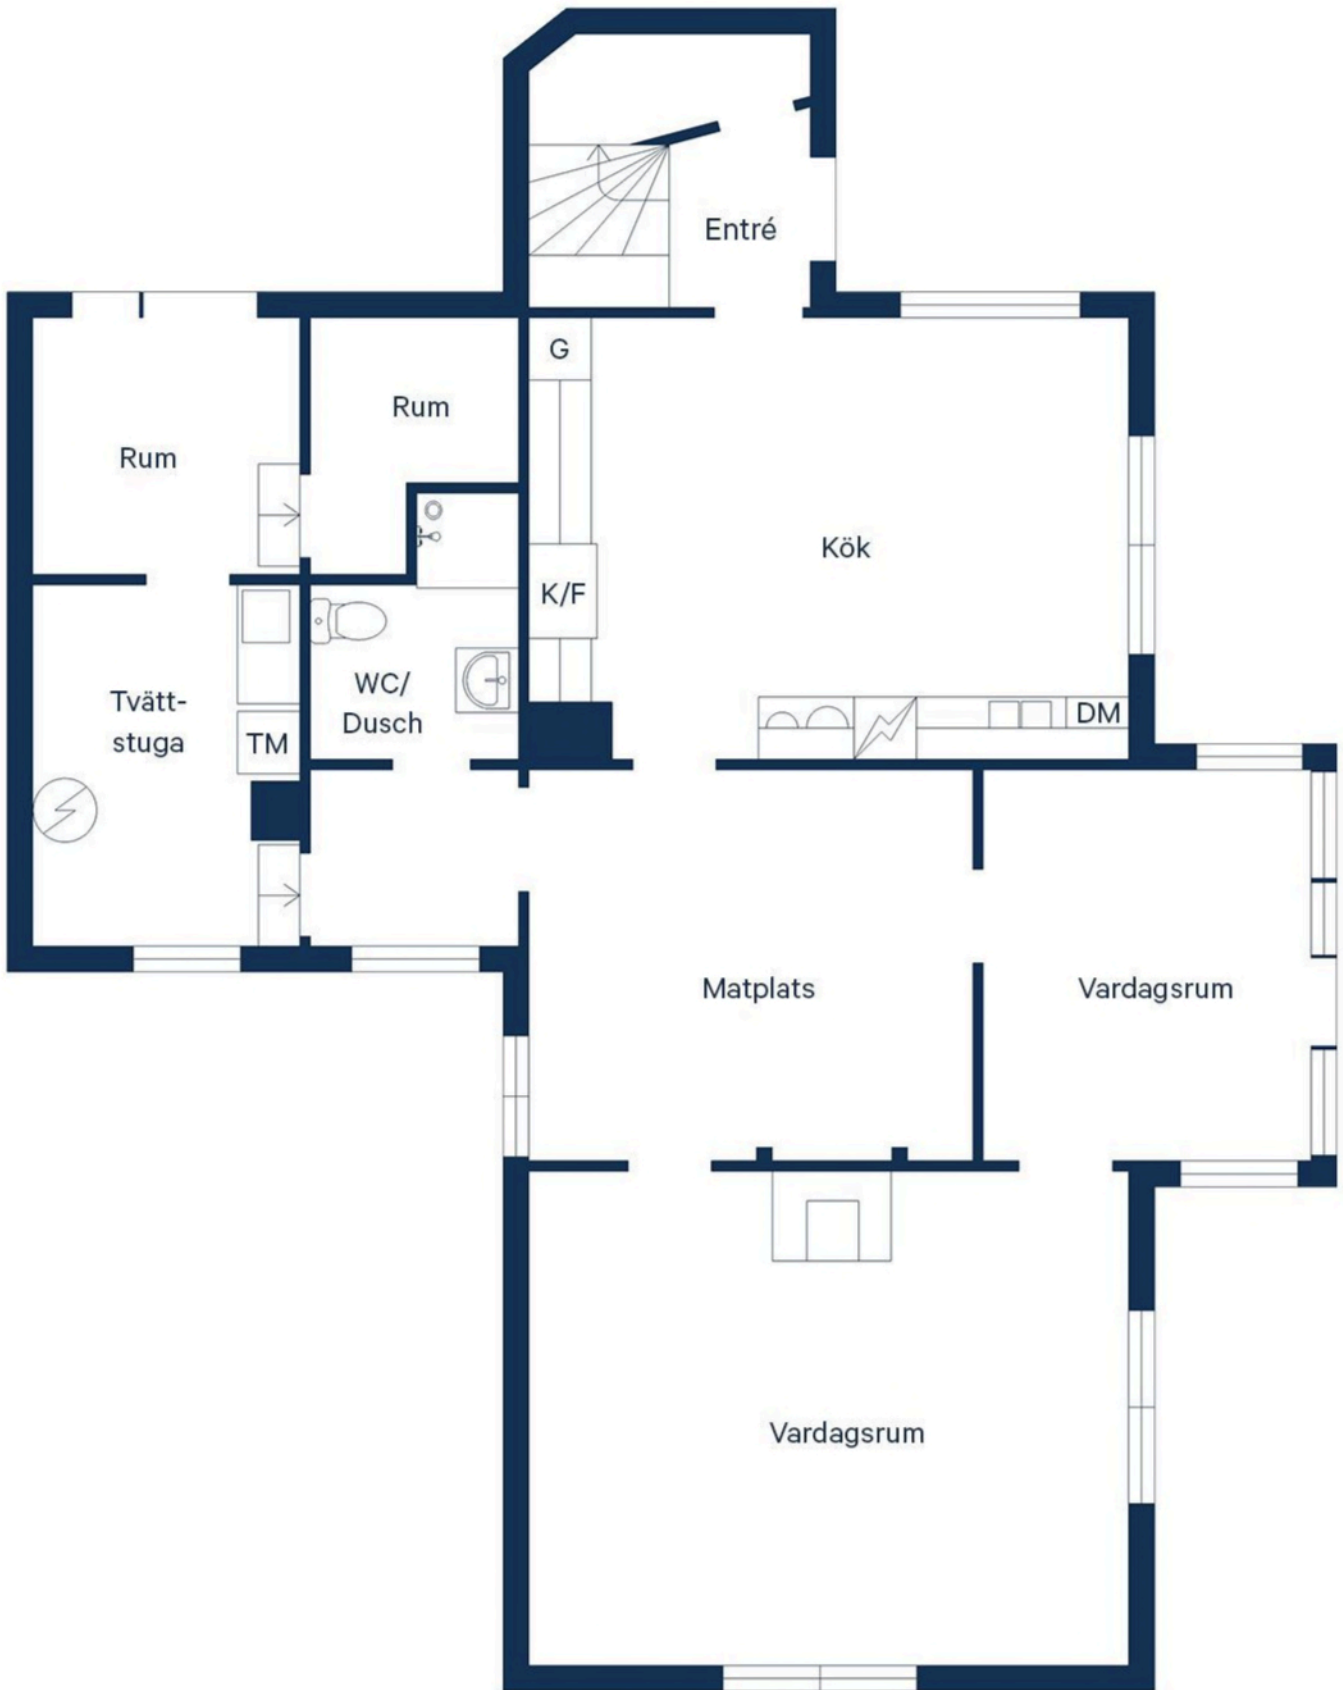 Entré
G
Rum
Rum
Kök
K/F
WC/
Dusch
Tvätt-
stuga
TM
DM
Matplats
Vardagsrum
Vardagsrum